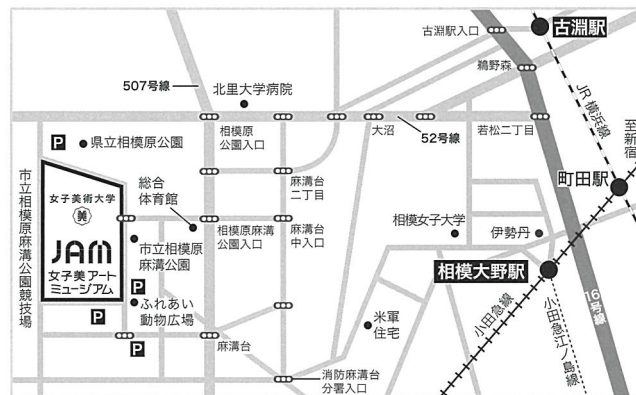 古淵駅入口
古淵駅
鵜野森
507号線
北里大学病院
JR 横浜線
至新宿
相模原
公園入口
大沼
52号線
若松二丁目
P
県立相模原公園
町田駅
市立相模原麻溝公園競技場
女子美術大学
美
JAM
女子美アート
ミュージアム
総合
体育館
麻溝台
二丁目
相模原麻溝
公園入口
麻溝台
中入口
相模女子大学
伊勢丹
市立相模原
麻溝公園
相模大野駅
P
ふれあい
動物広場
P
P
麻溝台
米軍
住宅
小田急線
小田急江ノ島線
16号線
消防麻溝台
分署入口